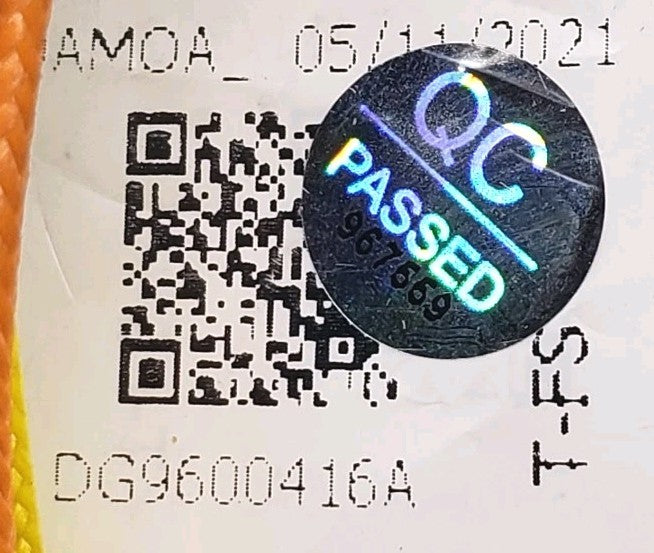 AMOA_ 05/11/2021
QC
PASSED
967669
T-FS
DG9600416A